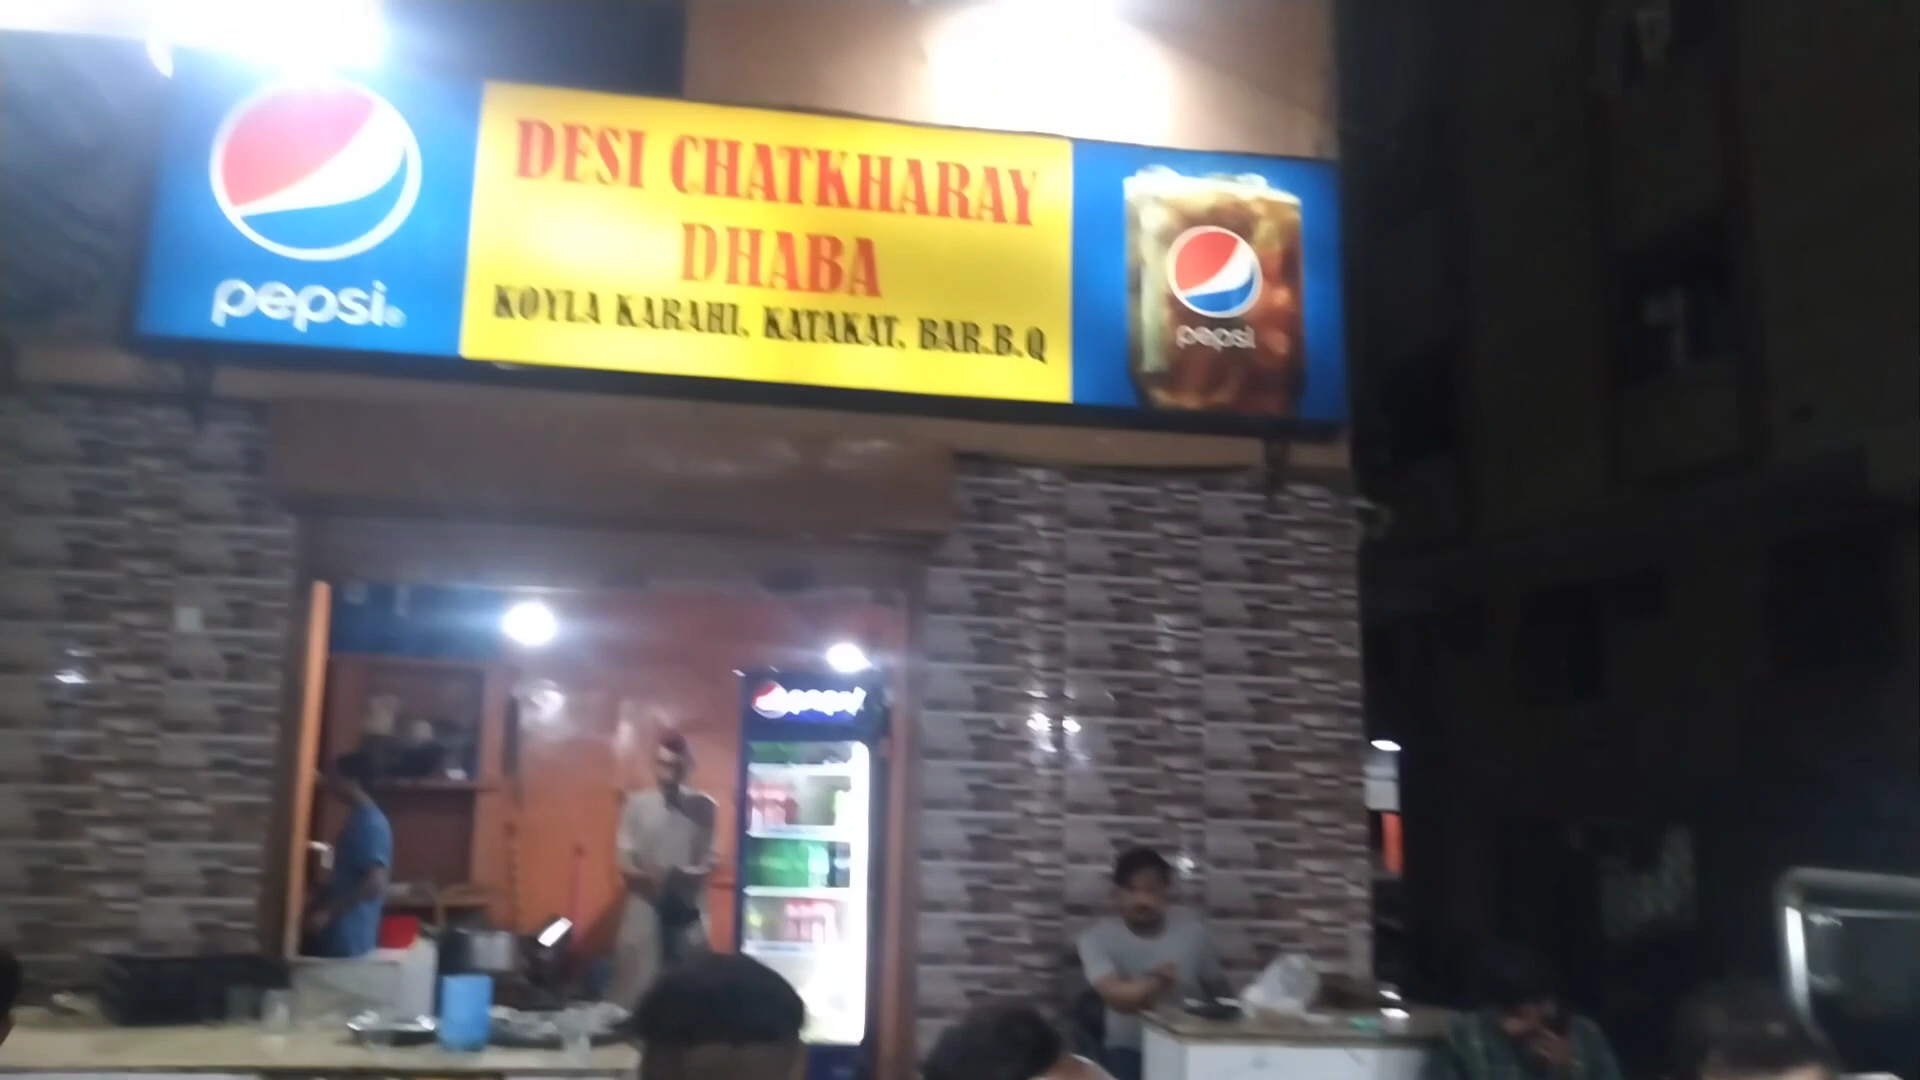 pepsi
DESI CHATKHARAY
DHABA
KOYLA KARAHI, KATAKAT, BAR.B.Q
pepsi
pepsi